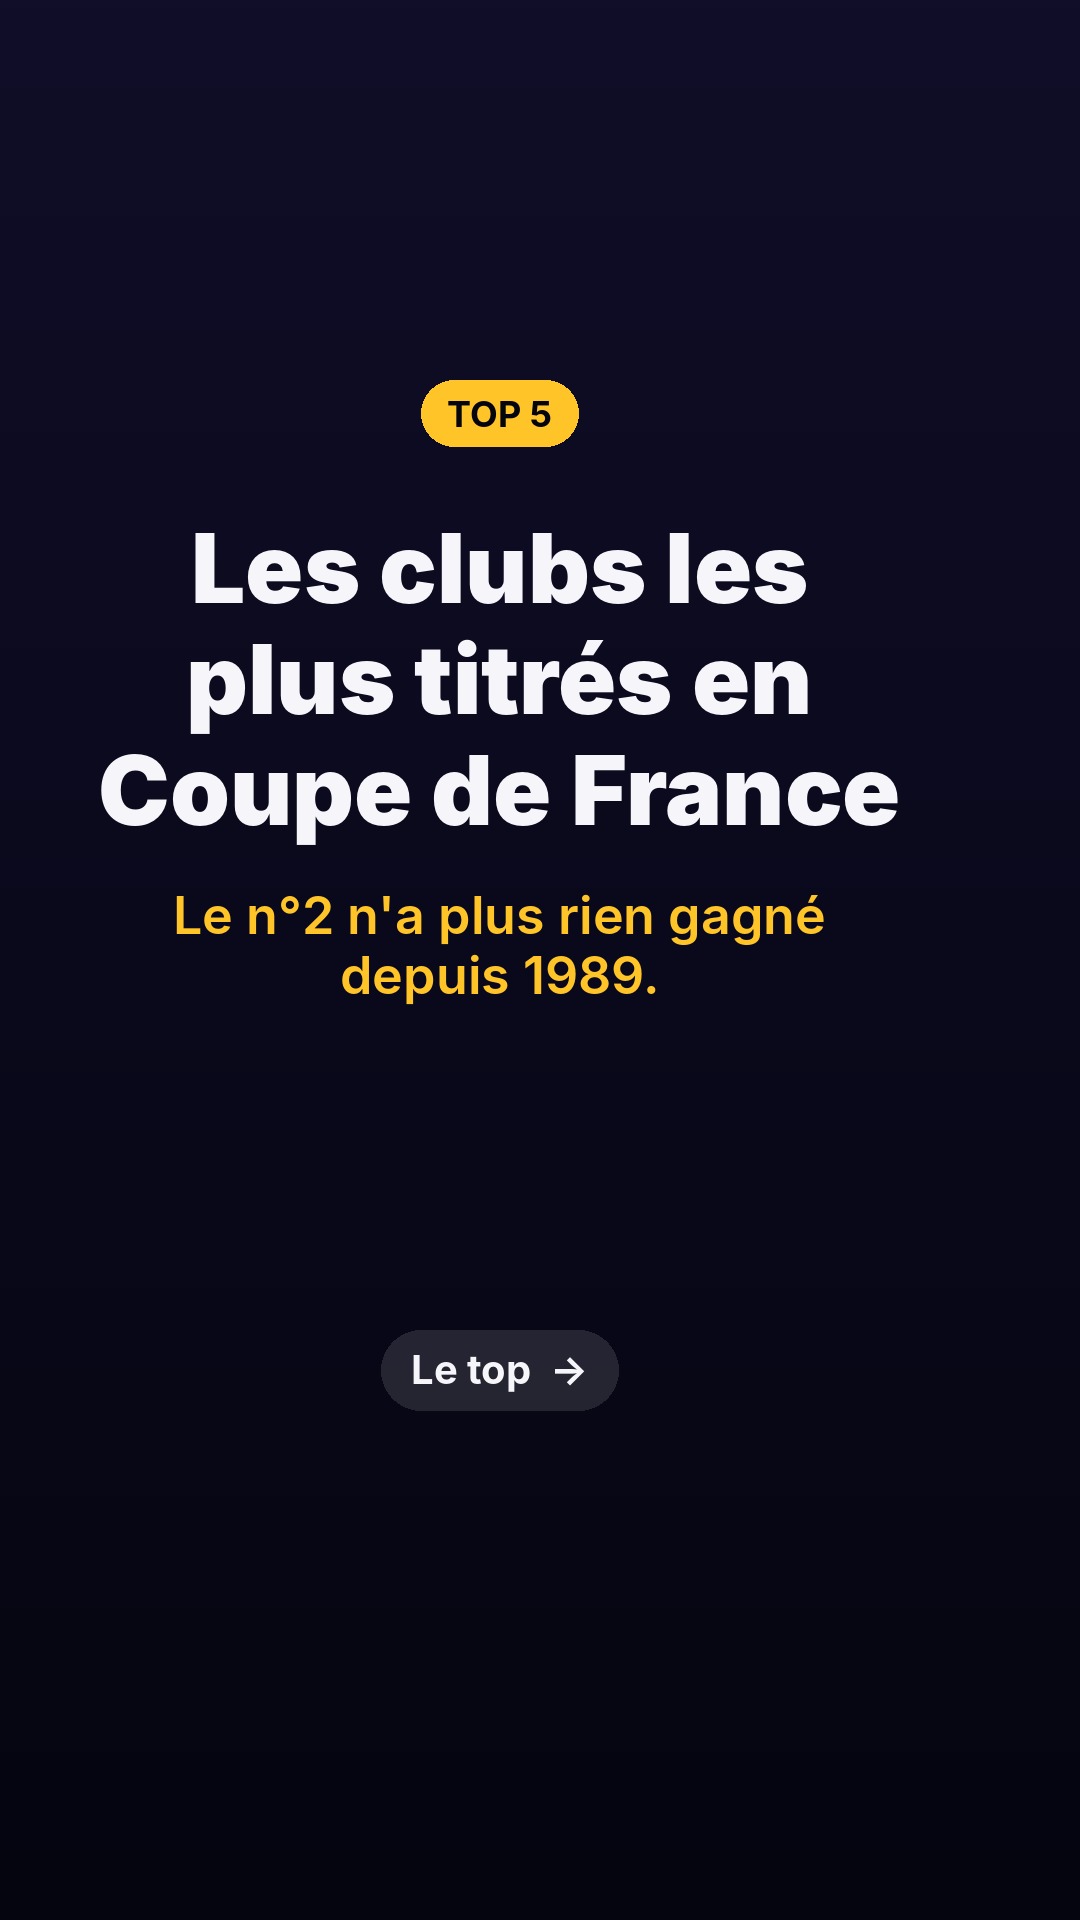 TOP 5
Les clubs les
plus titrés en
Coupe de France
Le n°2 n'a plus rien gagné
depuis 1989.
Le top →